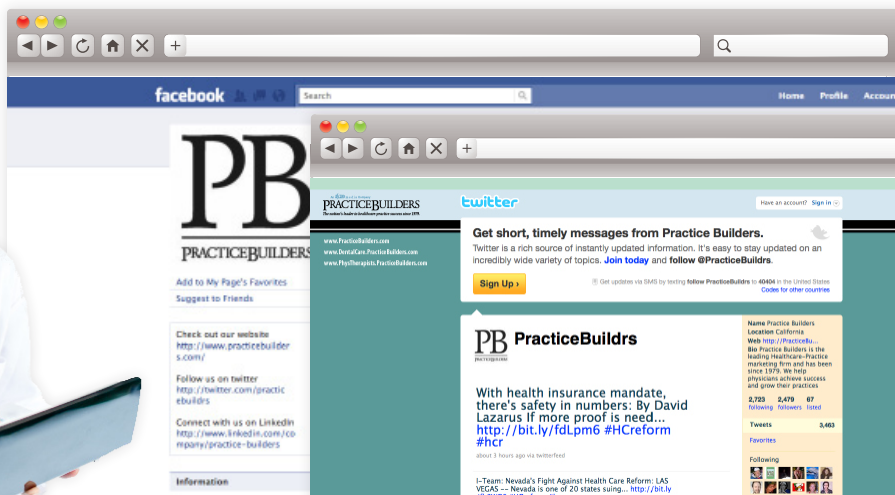 facebook
Search
Home Profile Accoun
PB
PRACTICEBUILDERS
Add to My Page's Favorites
Suggest to Friends
Check out our website
http://www.practicebuilder
s.com/
Follow us on twitter
http://twitter.com/practic
ebuildrs
Connect with us on LinkedIn
http://www.linkedin.com/co
mpany/practice-builders
Information
PRACTICEBUILDERS
The nation's leader in healthcare practice success since 1979.
www.PracticeBuilders.com
www.DentalCare.PracticeBuilders.com
www.PhysTherapists.PracticeBuilders.com
twitter
Have an account? Sign in
Get short, timely messages from Practice Builders.
Twitter is a rich source of instantly updated information. It's easy to stay updated on an
incredibly wide variety of topics. Join today and follow @PracticeBuildrs.
Sign Up ›
Get updates via SMS by texting follow PracticeBuildrs to 40404 in the United States
Codes for other countries
PB
PRACTICEBUILDERS
PracticeBuildrs
With health insurance mandate,
there's safety in numbers: By David
Lazarus If more proof is need...
http://bit.ly/fdLpm6 #HCreform
#hcr
about 3 hours ago via twitterfeed
I-Team: Nevada's Fight Against Health Care Reform: LAS
VEGAS -- Nevada is one of 20 states suing... http://bit.ly
Name Practice Builders
Location California
Web http://PracticeBu...
Bio Practice Builders is the
leading Healthcare-Practice
marketing firm and has been
since 1979. We help
physicians achieve success
and grow their practices
2,723 2,479 67
following followers listed
Tweets 3,463
Favorites
Following